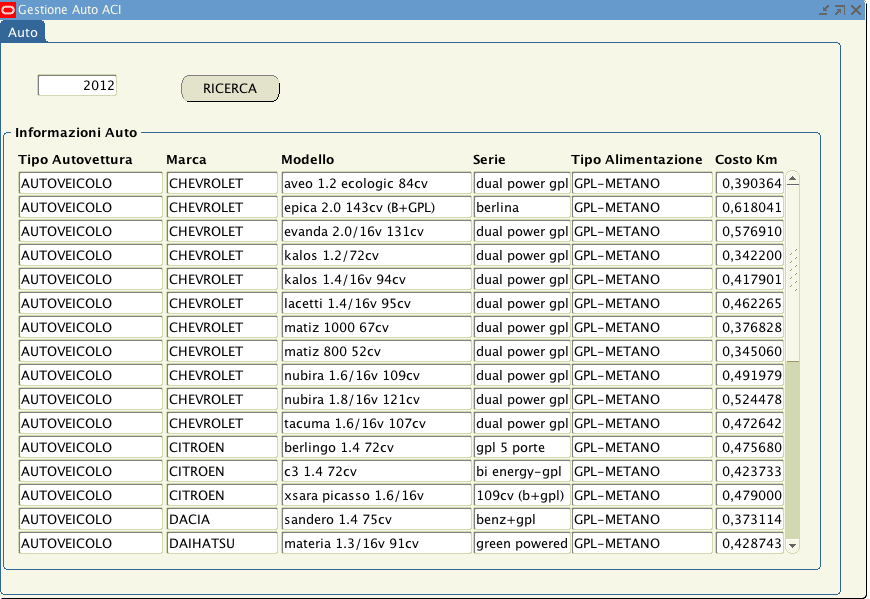 Gestione Auto ACI
Auto
2012 RICERCA
Informazioni Auto
Tipo Autovettura Marca Modello Serie Tipo Alimentazione Costo Km
AUTOVEICOLO CHEVROLET aveo 1.2 ecologic 84cv dual power gpl GPL-METANO 0,390364
AUTOVEICOLO CHEVROLET epica 2.0 143cv (B+GPL) berlina GPL-METANO 0,618041
AUTOVEICOLO CHEVROLET evanda 2.0/16v 131cv dual power gpl GPL-METANO 0,576910
AUTOVEICOLO CHEVROLET kalos 1.2/72cv dual power gpl GPL-METANO 0,342200
AUTOVEICOLO CHEVROLET kalos 1.4/16v 94cv dual power gpl GPL-METANO 0,417901
AUTOVEICOLO CHEVROLET lacetti 1.4/16v 95cv dual power gpl GPL-METANO 0,462265
AUTOVEICOLO CHEVROLET matiz 1000 67cv dual power gpl GPL-METANO 0,376828
AUTOVEICOLO CHEVROLET matiz 800 52cv dual power gpl GPL-METANO 0,345060
AUTOVEICOLO CHEVROLET nubira 1.6/16v 109cv dual power gpl GPL-METANO 0,491979
AUTOVEICOLO CHEVROLET nubira 1.8/16v 121cv dual power gpl GPL-METANO 0,524478
AUTOVEICOLO CHEVROLET tacuma 1.6/16v 107cv dual power gpl GPL-METANO 0,472642
AUTOVEICOLO CITROEN berlingo 1.4 72cv gpl 5 porte GPL-METANO 0,475680
AUTOVEICOLO CITROEN c3 1.4 72cv bi energy-gpl GPL-METANO 0,423733
AUTOVEICOLO CITROEN xsara picasso 1.6/16v 109cv (b+gpl) GPL-METANO 0,479000
AUTOVEICOLO DACIA sandero 1.4 75cv benz+gpl GPL-METANO 0,373114
AUTOVEICOLO DAIHATSU materia 1.3/16v 91cv green powered GPL-METANO 0,428743